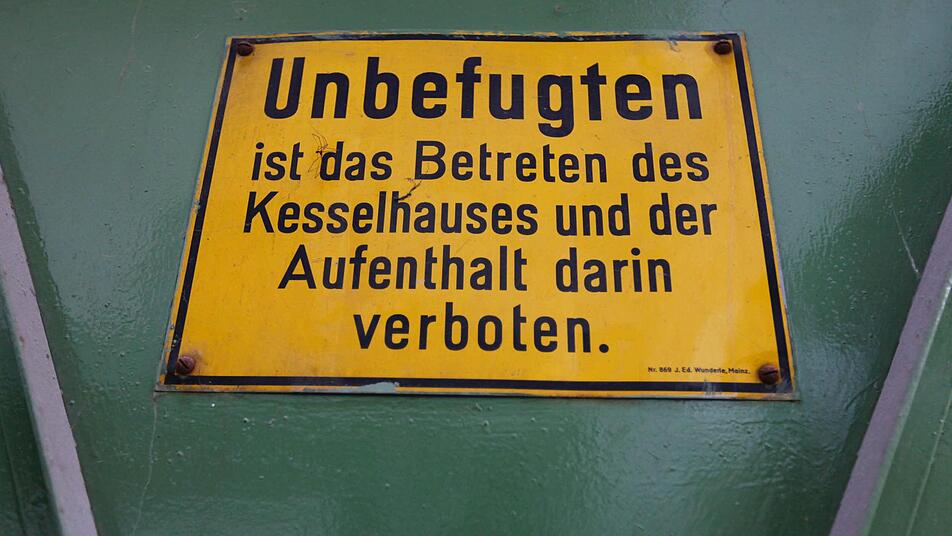 Unbefugten
ist das Betreten des
Kesselhauses und der
Aufenthalt darin
verboten.
Nr. 869 J. Ed. Wunderle, Mainz.